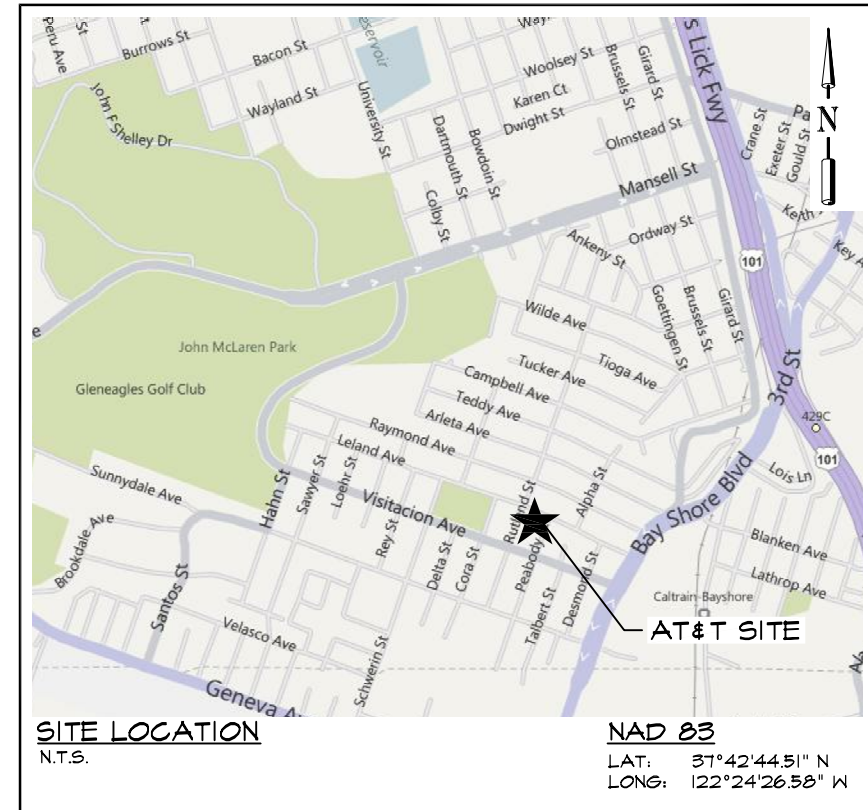 Peru Ave
Burrows St
Bacon St
Wayland St
John F Shelley Dr
University St
Woolsey St
Karen Ct
Dwight St
Brussels St
Girard St
Olmstead St
Mansell St
Dartmouth St
Bowdoin St
Colby St
Ankeny St
Ordway St
Crane St
Exeter St
Gould St
N
s Lick Fwy
101
Key A
Wilde Ave
Goettingen St
Brussels St
Girard St
Tioga Ave
Tucker Ave
Campbell Ave
Teddy Ave
Arleta Ave
Raymond Ave
Leland Ave
John McLaren Park
Gleneagles Golf Club
3rd St
429C
101
Lois Ln
Sunnydale Ave
Brookdale Ave
Hahn St
Sawyer St
Loehr St
Visitacion Ave
Rey St
Delta St
Cora St
Rutland St
Alpha St
Peabody
Talbert St
Desmond St
Bay Shore Blvd
Blanken Ave
Lathrop Ave
Caltrain-Bayshore
Santos St
Velasco Ave
Schwerin St
AT&T SITE
SITE LOCATION
N.T.S.
NAD 83
LAT: 37°42'44.51" N
LONG: 122°24'26.58" W